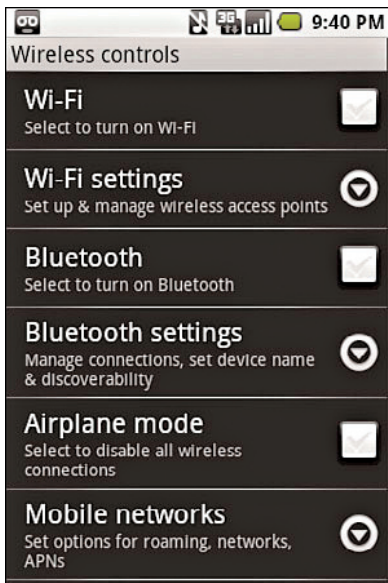 3G
9:40 PM
Wireless controls
Wi-Fi
Select to turn on Wi-Fi
Wi-Fi settings
Set up & manage wireless access points
Bluetooth
Select to turn on Bluetooth
Bluetooth settings
Manage connections, set device name
& discoverability
Airplane mode
Select to disable all wireless
connections
Mobile networks
Set options for roaming, networks,
APNs